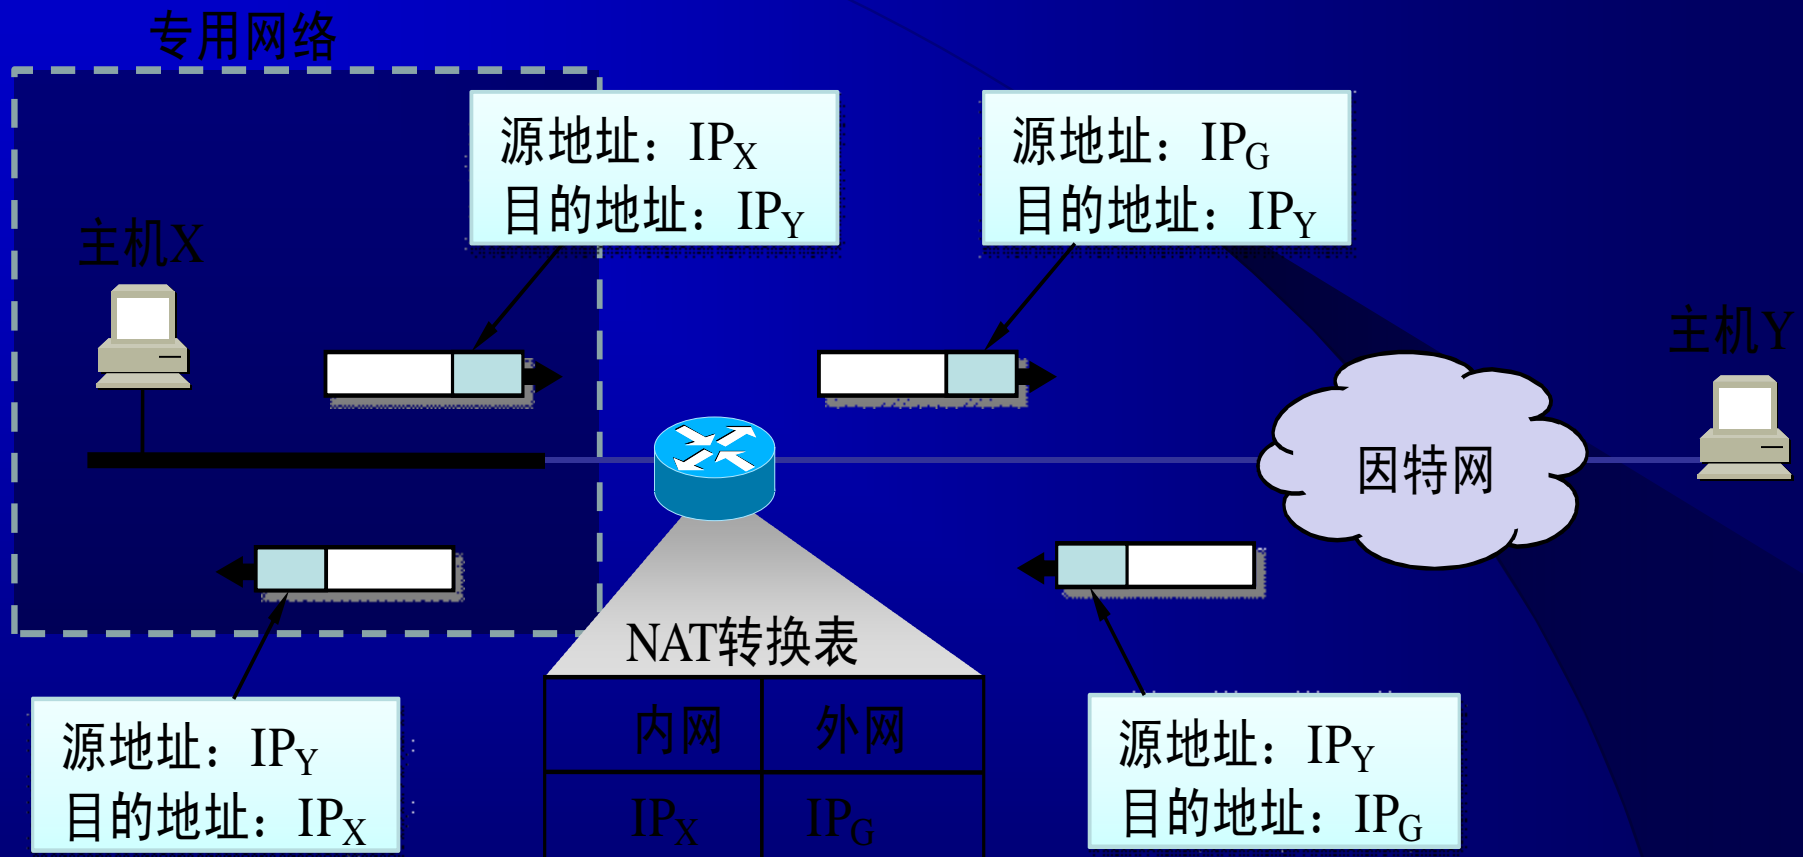 专用网络
源地址：IPX
目的地址：IPY
源地址：IPG
目的地址：IPY
主机X
主机Y
因特网
NAT转换表
内网 外网
IPX IPG
源地址：IPY
目的地址：IPX
源地址：IPY
目的地址：IPG